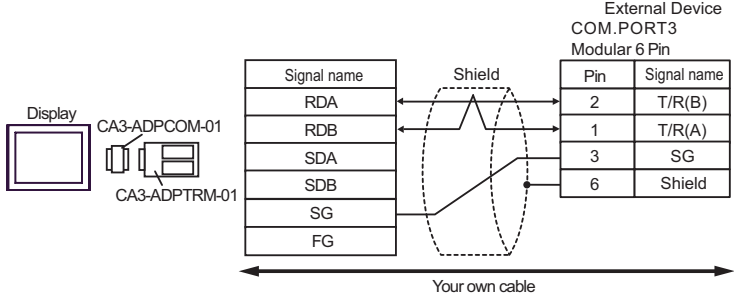 External Device
COM.PORT3
Modular 6 Pin
Signal name Shield Pin Signal name
RDA 2 T/R(B)
Display
CA3-ADPCOM-01
RDB 1 T/R(A)
SDA 3 SG
CA3-ADPTRM-01
SDB 6 Shield
SG
FG
Your own cable